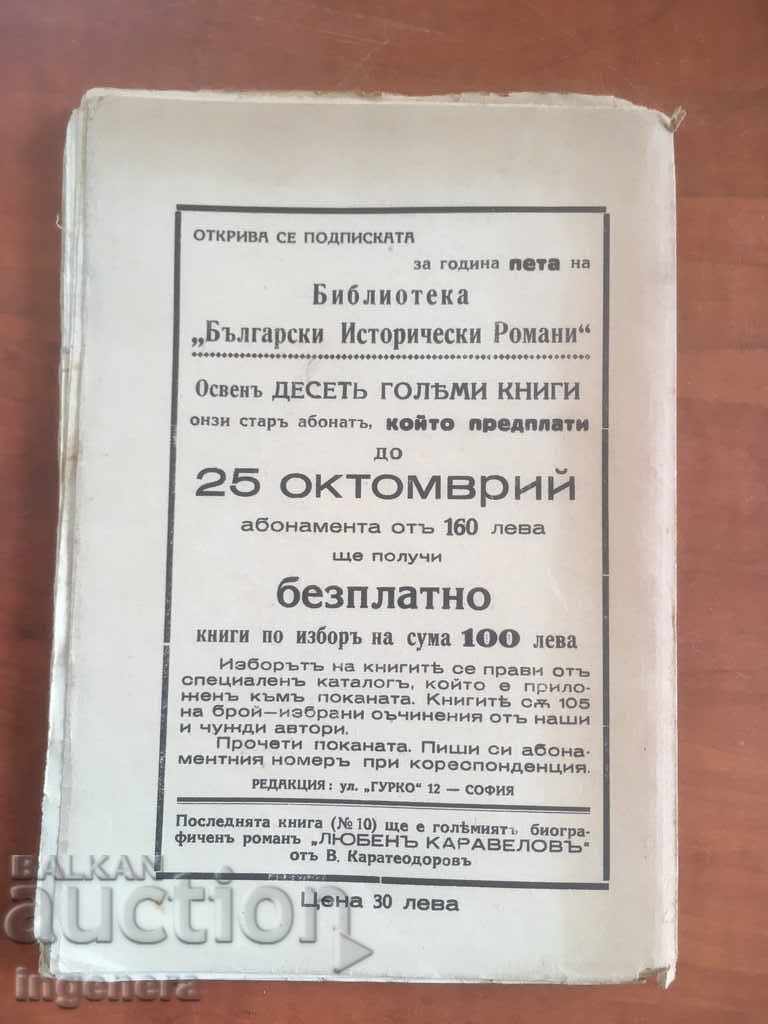 ОТКРИВА СЕ ПОДПИСКАТА
за година пета на
Библиотека
„Български Исторически Романи“
Освенъ ДЕСЕТЬ ГОЛѢМИ КНИГИ
онзи старъ абонатъ, който предплати
до
25 ОКТОМВРИЙ
абонамента отъ 160 лева
ще получи
безплатно
книги по изборъ на сума 100 лева
Изборътъ на книгитѣ се прави отъ
специаленъ каталогъ, който е прило-
женъ къмъ поканата. Книгитѣ сѫ 105
на брой—избрани съчинения отъ наши
и чужди автори.
Прочети поканата. Пиши си абона-
ментния номеръ при кореспонденция.
РЕДАКЦИЯ: ул. „ГУРКО“ 12 — СОФИЯ
Последнята книга (№ 10) ще е голѣмиятъ биогра-
фиченъ романъ „ЛЮБЕНЪ КАРАВЕЛОВЪ“
отъ В. Каратеодоровъ
Цена 30 лева
BALKAN
auction
ingenera